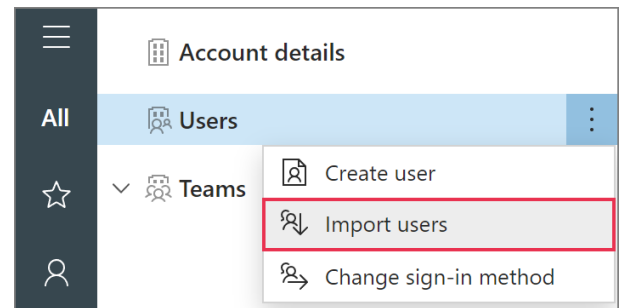 Account details
All
Users
Teams
Create user
Import users
Change sign-in method